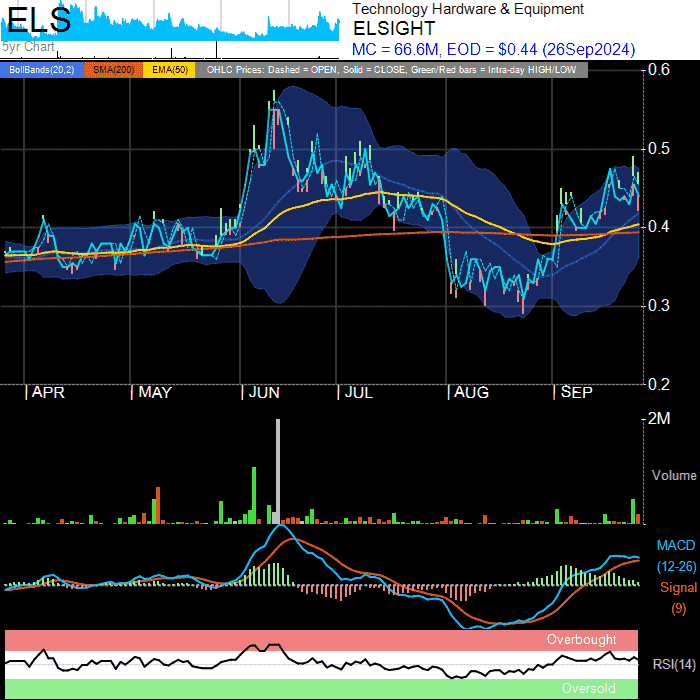 ELS
5yr Chart
Technology Hardware & Equipment
ELSIGHT
MC = 66.6M, EOD = $0.44 (26Sep2024)
BollBands(20,2) SMA(200) EMA(50) OHLC Prices: Dashed = OPEN, Solid = CLOSE, Green/Red bars = Intra-day HIGH/LOW
0.6
0.5
0.4
0.3
0.2
APR MAY JUN JUL AUG SEP
2M
Volume
MACD
(12-26)
Signal
(9)
Overbought
RSI(14)
Oversold